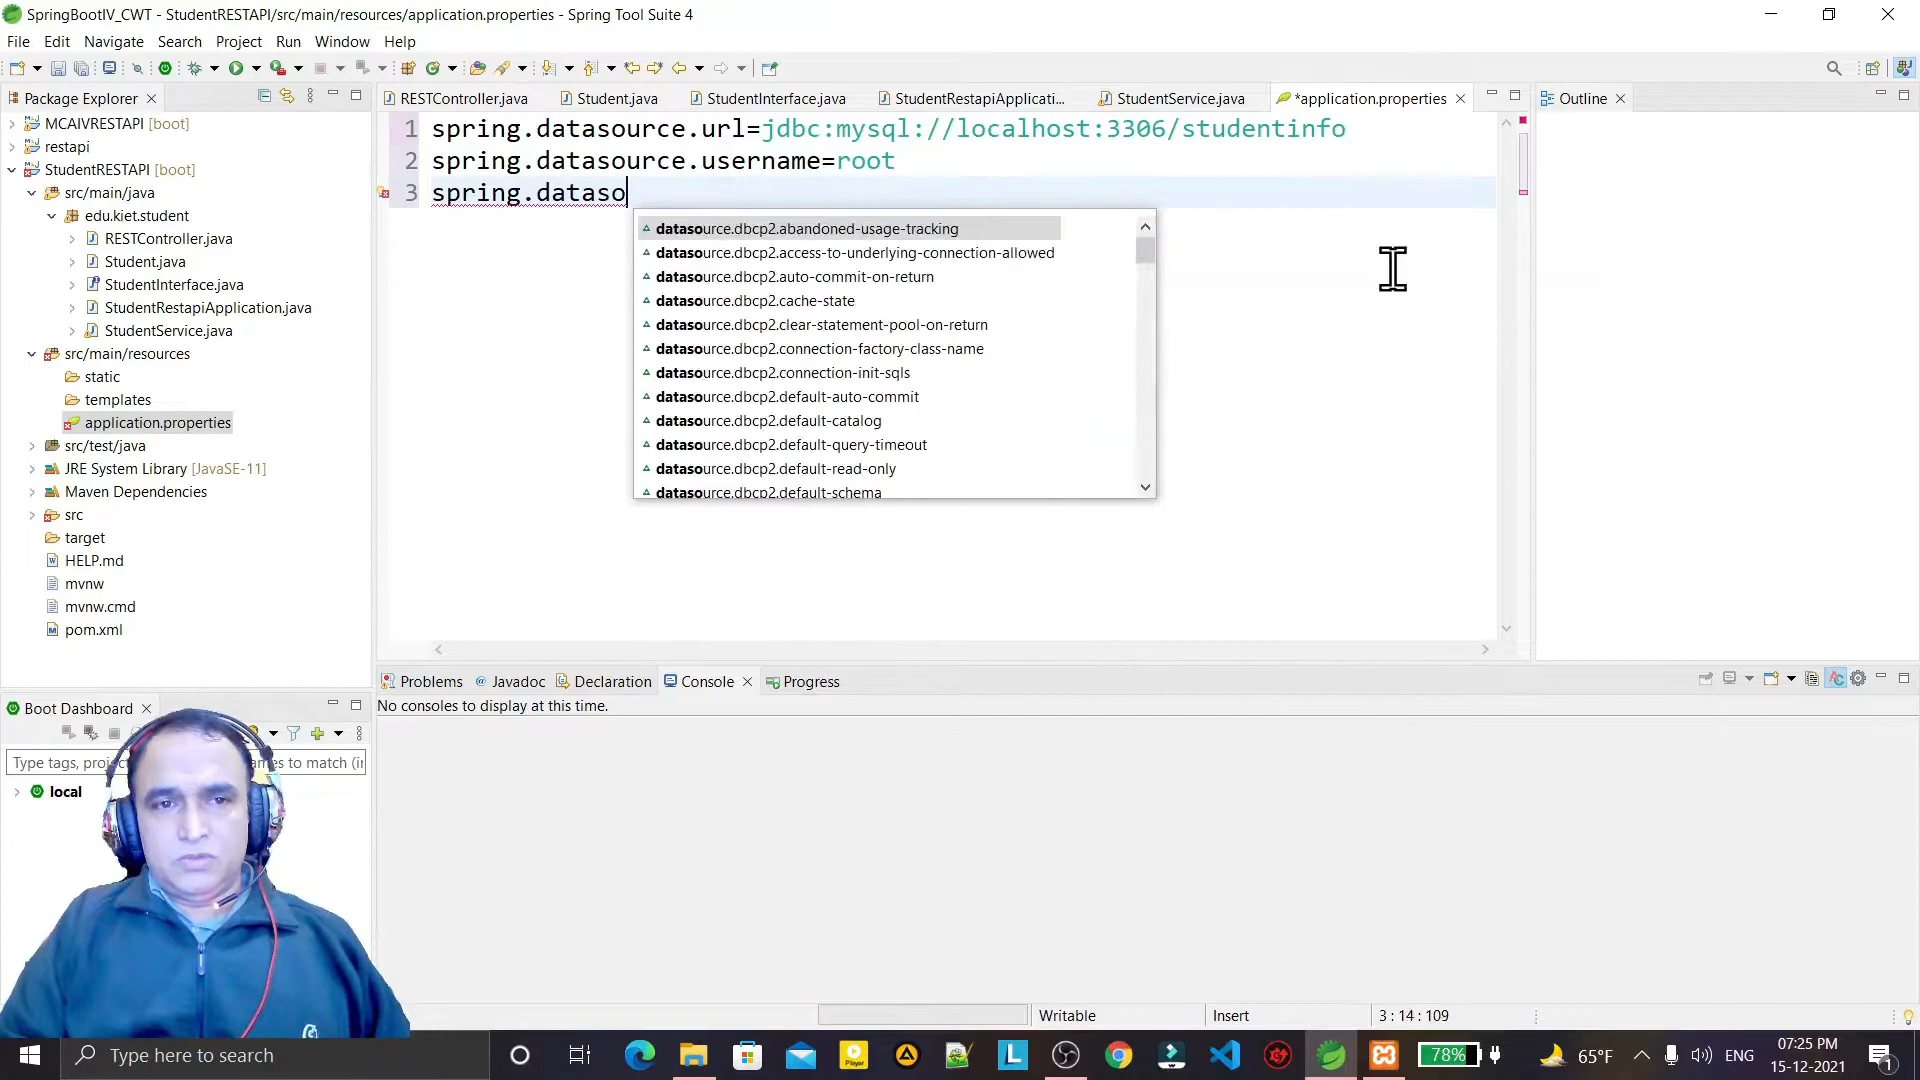 SpringBootIV_CWT - StudentRESTAPI/src/main/resources/application.properties - Spring Tool Suite 4
File Edit Navigate Search Project Run Window Help
Package Explorer
MCAIVRESTAPI [boot]
restapi
StudentRESTAPI [boot]
src/main/java
edu.kiet.student
RESTController.java
Student.java
StudentInterface.java
StudentRestapiApplication.java
StudentService.java
src/main/resources
static
templates
application.properties
src/test/java
JRE System Library [JavaSE-11]
Maven Dependencies
src
target
HELP.md
mvnw
mvnw.cmd
pom.xml
RESTController.java Student.java StudentInterface.java StudentRestapiApplicati... StudentService.java *application.properties
1 spring.datasource.url=jdbc:mysql://localhost:3306/studentinfo
2 spring.datasource.username=root
3 spring.dataso
datasource.dbcp2.abandoned-usage-tracking
datasource.dbcp2.access-to-underlying-connection-allowed
datasource.dbcp2.auto-commit-on-return
datasource.dbcp2.cache-state
datasource.dbcp2.clear-statement-pool-on-return
datasource.dbcp2.connection-factory-class-name
datasource.dbcp2.connection-init-sqls
datasource.dbcp2.default-auto-commit
datasource.dbcp2.default-catalog
datasource.dbcp2.default-query-timeout
datasource.dbcp2.default-read-only
datasource.dbcp2.default-schema
Outline
Problems Javadoc Declaration Console Progress
No consoles to display at this time.
Boot Dashboard
Type tags, to match (i
local
Writable Insert 3 : 14 : 109
Type here to search
78% 65°F ENG
07:25 PM
15-12-2021
1